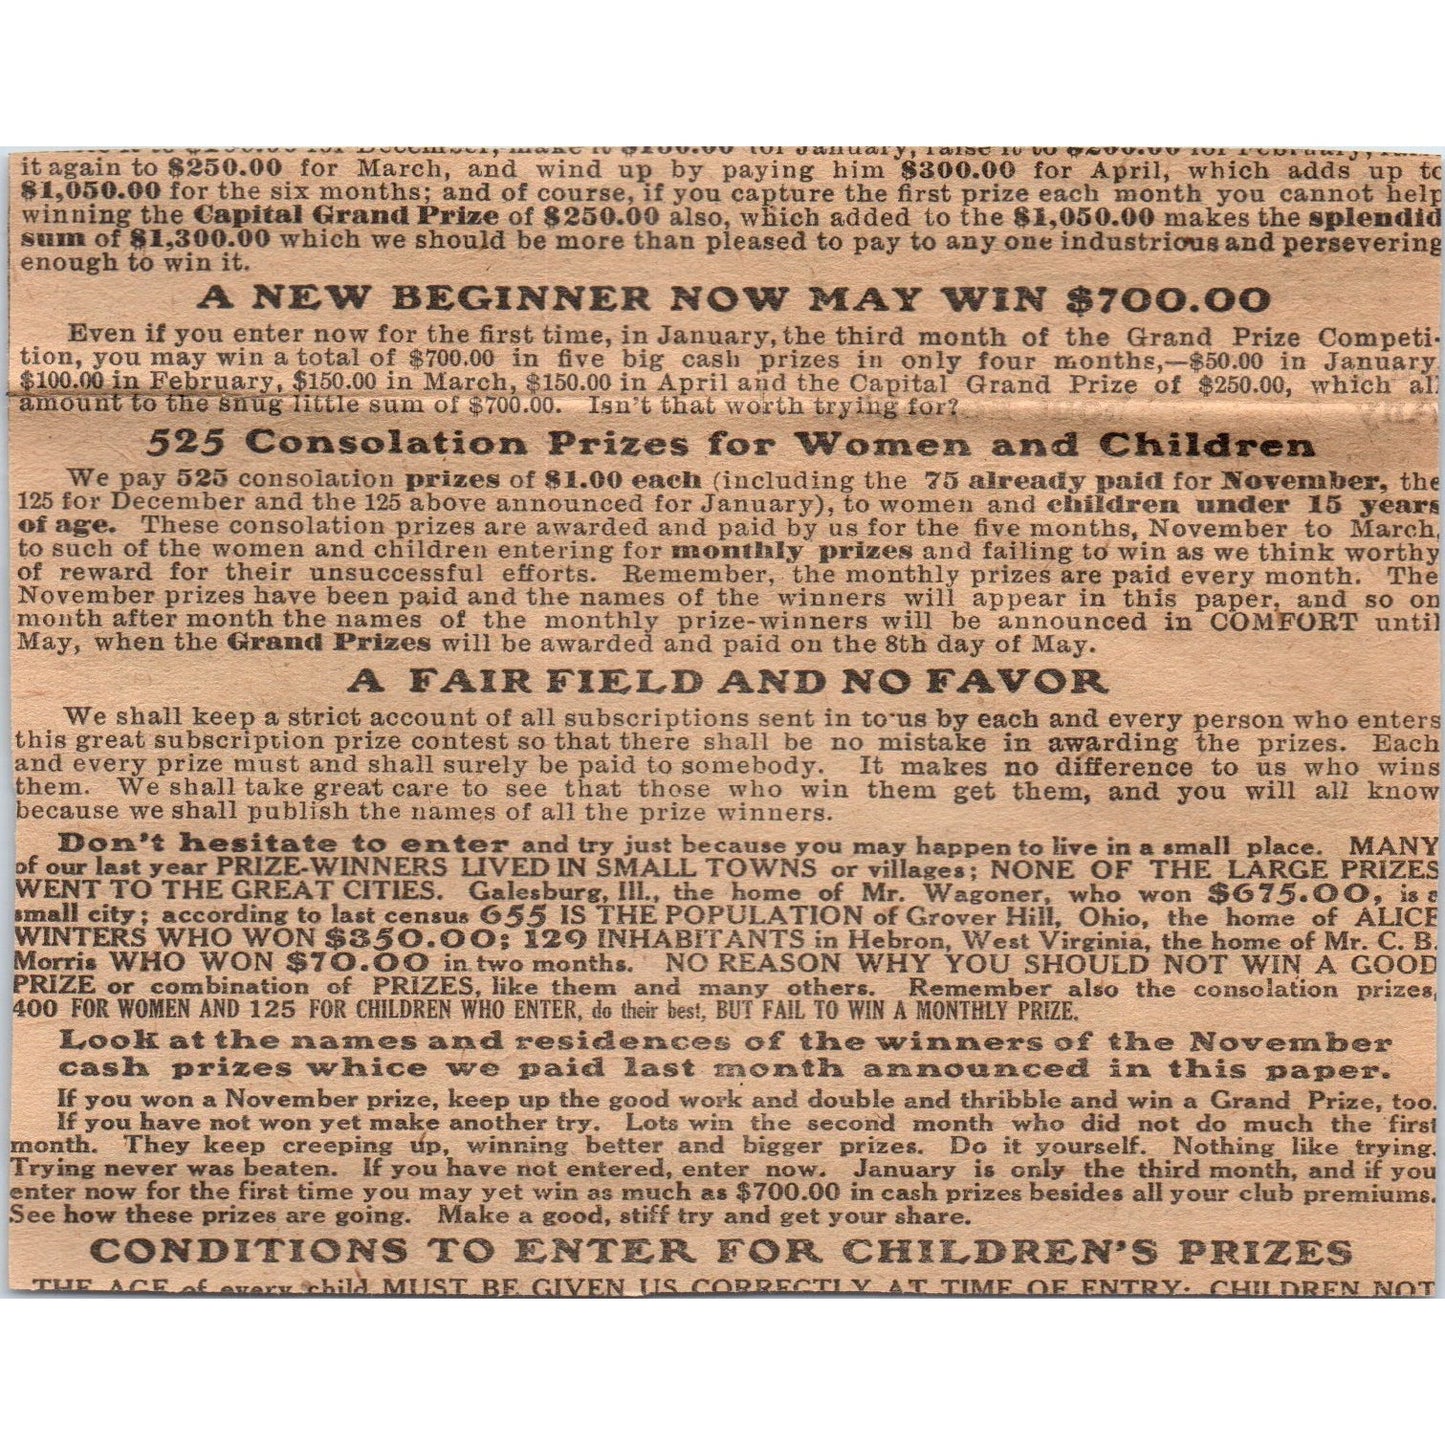 it again to $250.00 for March, and wind up by paying him $300.00 for April, which adds up to
$1,050.00 for the six months; and of course, if you capture the first prize each month you cannot help
winning the Capital Grand Prize of $250.00 also, which added to the $1,050.00 makes the splendid
sum of $1,300.00 which we should be more than pleased to pay to any one industrious and persevering
enough to win it.
A NEW BEGINNER NOW MAY WIN $700.00
Even if you enter now for the first time, in January, the third month of the Grand Prize Competi-
tion, you may win a total of $700.00 in five big cash prizes in only four months,—$50.00 in January
$100.00 in February, $150.00 in March, $150.00 in April and the Capital Grand Prize of $250.00, which all
amount to the snug little sum of $700.00. Isn't that worth trying for?
525 Consolation Prizes for Women and Children
We pay 525 consolation prizes of $1.00 each (including the 75 already paid for November, the
125 for December and the 125 above announced for January), to women and children under 15 years
of age. These consolation prizes are awarded and paid by us for the five months, November to March,
to such of the women and children entering for monthly prizes and failing to win as we think worthy
of reward for their unsuccessful efforts. Remember, the monthly prizes are paid every month. The
November prizes have been paid and the names of the winners will appear in this paper, and so on
month after month the names of the monthly prize-winners will be announced in COMFORT until
May, when the Grand Prizes will be awarded and paid on the 8th day of May.
A FAIR FIELD AND NO FAVOR
We shall keep a strict account of all subscriptions sent in to us by each and every person who enters
this great subscription prize contest so that there shall be no mistake in awarding the prizes. Each
and every prize must and shall surely be paid to somebody. It makes no difference to us who wins
them. We shall take great care to see that those who win them get them, and you will all know
because we shall publish the names of all the prize winners.
Don't hesitate to enter and try just because you may happen to live in a small place. MANY
of our last year PRIZE-WINNERS LIVED IN SMALL TOWNS or villages; NONE OF THE LARGE PRIZES
WENT TO THE GREAT CITIES. Galesburg, Ill., the home of Mr. Wagoner, who won $675.00, is a
small city; according to last census 655 IS THE POPULATION of Grover Hill, Ohio, the home of ALICE
WINTERS WHO WON $350.00; 129 INHABITANTS in Hebron, West Virginia, the home of Mr. C. B.
Morris WHO WON $70.00 in two months. NO REASON WHY YOU SHOULD NOT WIN A GOOD
PRIZE or combination of PRIZES, like them and many others. Remember also the consolation prizes,
400 FOR WOMEN AND 125 FOR CHILDREN WHO ENTER, do their best, BUT FAIL TO WIN A MONTHLY PRIZE.
Look at the names and residences of the winners of the November
cash prizes whice we paid last month announced in this paper.
If you won a November prize, keep up the good work and double and thribble and win a Grand Prize, too.
If you have not won yet make another try. Lots win the second month who did not do much the first
month. They keep creeping up, winning better and bigger prizes. Do it yourself. Nothing like trying.
Trying never was beaten. If you have not entered, enter now. January is only the third month, and if you
enter now for the first time you may yet win as much as $700.00 in cash prizes besides all your club premiums.
See how these prizes are going. Make a good, stiff try and get your share.
CONDITIONS TO ENTER FOR CHILDREN'S PRIZES
THE AGE of every child MUST BE GIVEN US CORRECTLY AT TIME OF ENTRY; CHILDREN NOT